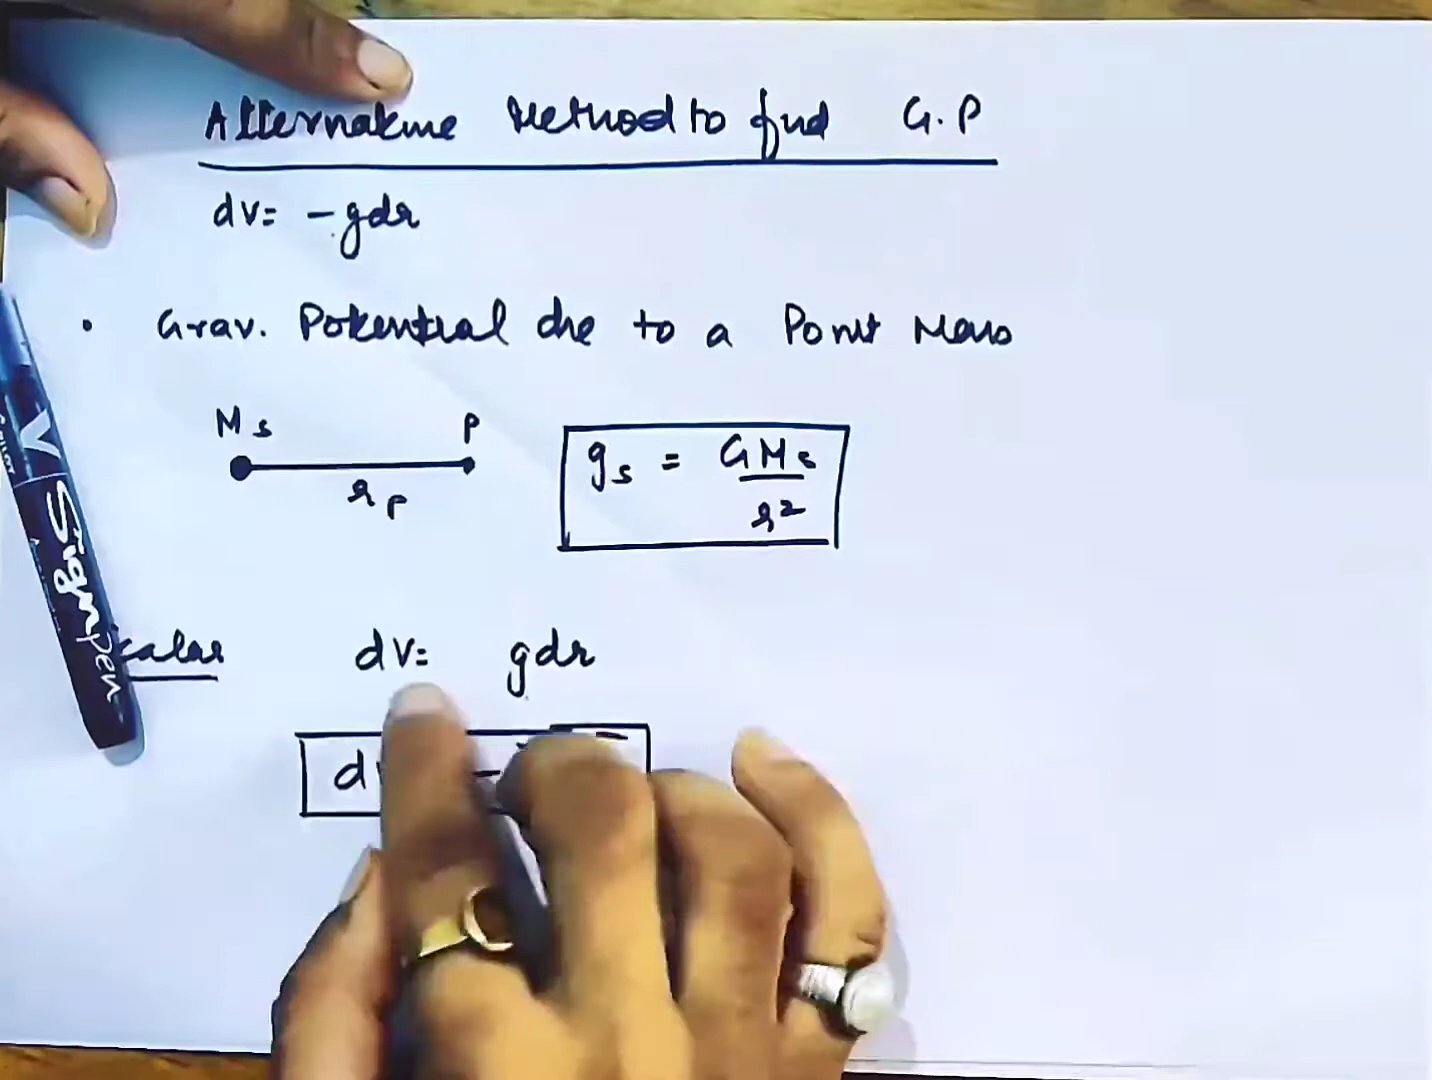 Alternative Method to find G.P
dv= -gdr
• Grav. Potential due to a Point Mass
Ms P
rp
gs = GMs
r²
dv= gdr
V Signpen